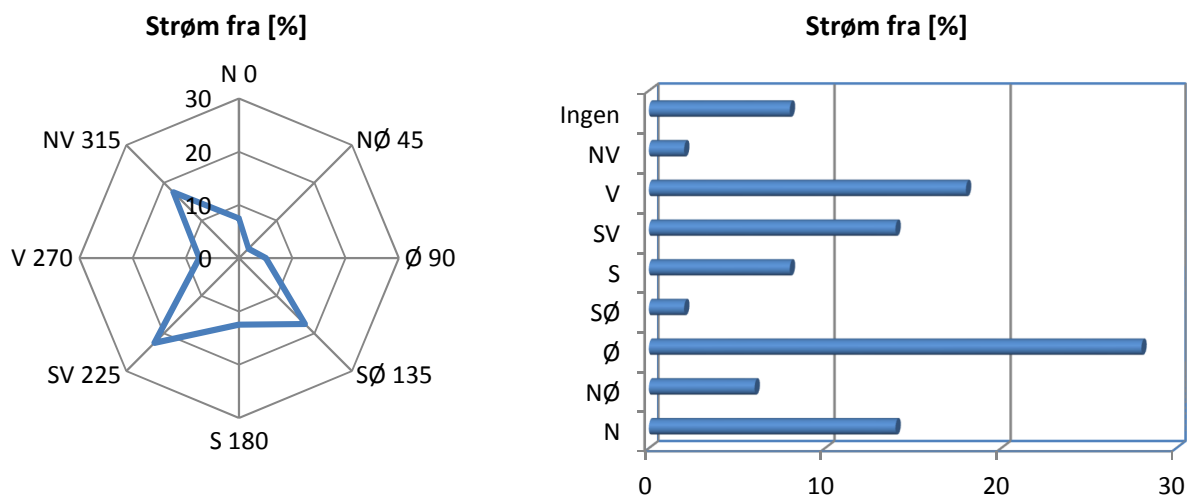 Strøm fra [%]
N 0
30
NV 315
NØ 45
20
10
V 270
0
Ø 90
SV 225
SØ 135
S 180
Strøm fra [%]
Ingen
NV
V
SV
S
SØ
Ø
NØ
N
0 10 20 30